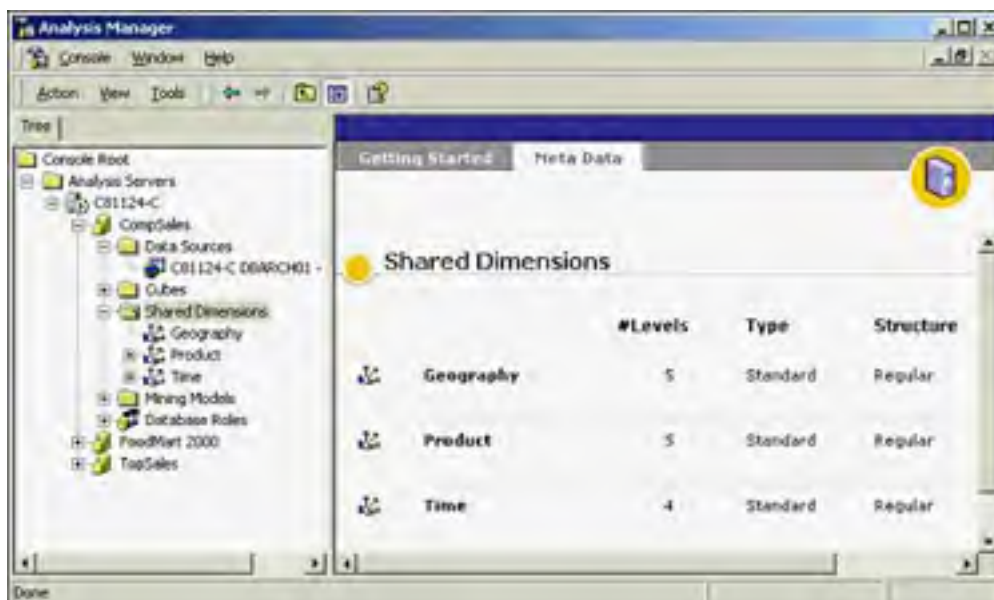 Analysis Manager
Console Window Help
Action View Tools
Tree
Console Root
Analysis Servers
C81124-C
CompSales
Data Sources
C81124-C DBARCH01 -
Cubes
Shared Dimensions
Geography
Product
Time
Mining Models
Database Roles
FoodMart 2000
TopSales
Getting Started Meta Data
Shared Dimensions
#Levels Type Structure
Geography 5 Standard Regular
Product 5 Standard Regular
Time 4 Standard Regular
Done